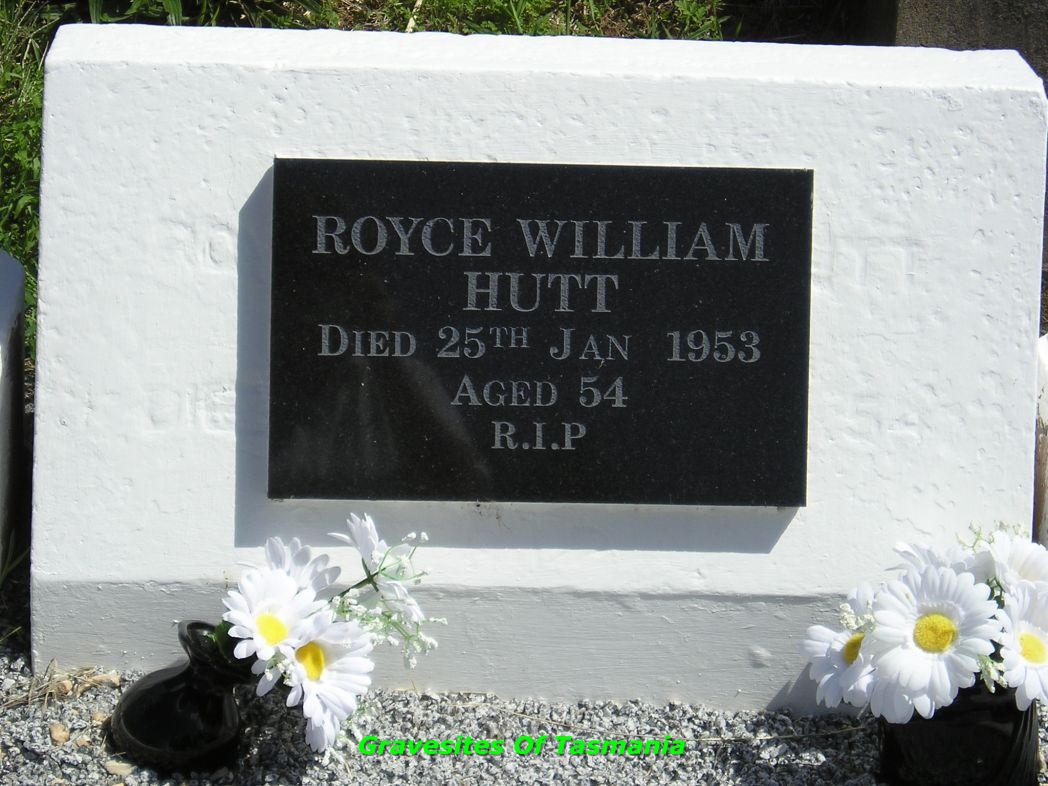 ROYCE WILLIAM
HUTT
DIED 25TH JAN 1953
AGED 54
R.I.P
Gravesites Of Tasmania